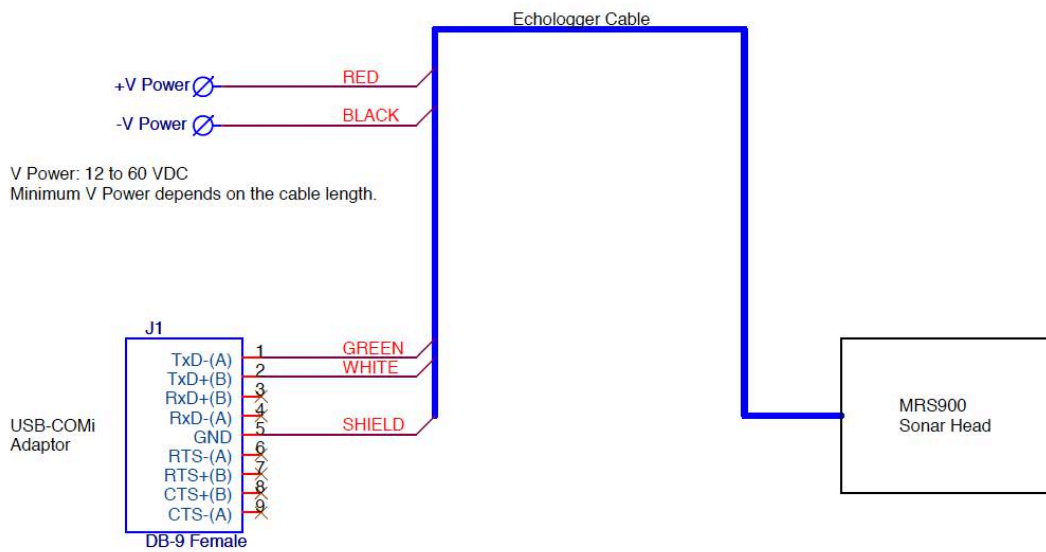 Echologger Cable
+V Power
RED
-V Power
BLACK
V Power: 12 to 60 VDC
Minimum V Power depends on the cable length.
J1
TxD-(A) 1 GREEN
TxD+(B) 2 WHITE
RxD+(B) 3
RxD-(A) 4
GND 5 SHIELD
RTS-(A) 6
RTS+(B) 7
CTS+(B) 8
CTS-(A) 9
USB-COMi
Adaptor
DB-9 Female
MRS900
Sonar Head